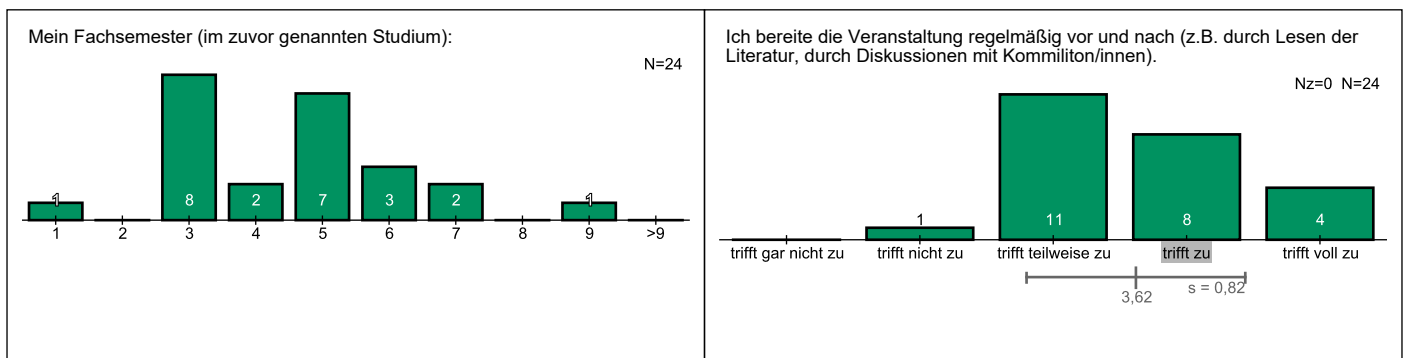 Mein Fachsemester (im zuvor genannten Studium):
N=24
1 8 2 7 3 2 1
1 2 3 4 5 6 7 8 9 >9
Ich bereite die Veranstaltung regelmäßig vor und nach (z.B. durch Lesen der
Literatur, durch Diskussionen mit Kommiliton/innen).
Nz=0 N=24
1 11 8 4
trifft gar nicht zu trifft nicht zu trifft teilweise zu trifft zu trifft voll zu
3,62 s = 0,82